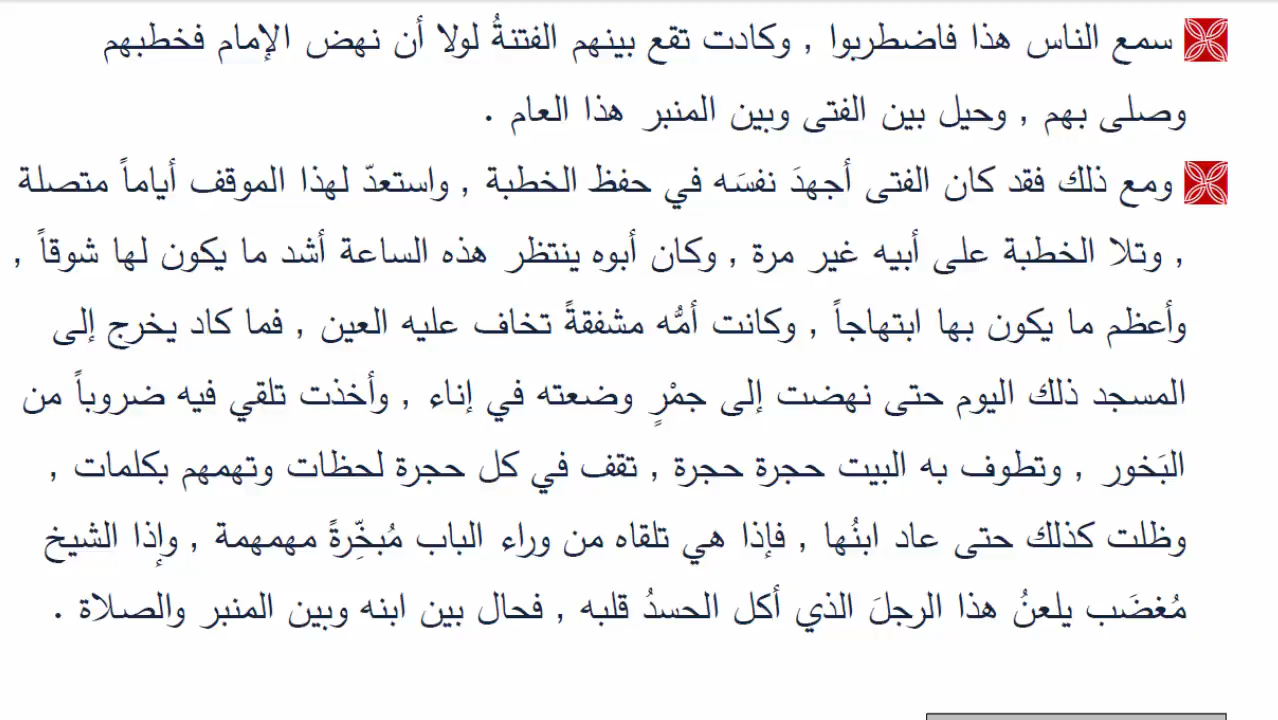 سمع الناس هذا فاضطربوا , وكادت تقع بينهم الفتنةُ لولا أن نهض الإمام فخطبهم
وصلى بهم , وحيل بين الفتى وبين المنبر هذا العام .
ومع ذلك فقد كان الفتى أجهدَ نفسَه في حفظ الخطبة , واستعدّ لهذا الموقف أياماً متصلة
, وتلا الخطبة على أبيه غير مرة , وكان أبوه ينتظر هذه الساعة أشد ما يكون لها شوقاً ,
وأعظم ما يكون بها ابتهاجاً , وكانت أمُّه مشفقةً تخاف عليه العين , فما كاد يخرج إلى
المسجد ذلك اليوم حتى نهضت إلى جمْرٍ وضعته في إناء , وأخذت تلقي فيه ضروباً من
البَخور , وتطوف به البيت حجرة حجرة , تقف في كل حجرة لحظات وتهمهم بكلمات ,
وظلت كذلك حتى عاد ابنُها , فإذا هي تلقاه من وراء الباب مُبخِّرةً مهمهمة , وإذا الشيخ
مُغضَب يلعنُ هذا الرجلَ الذي أكل الحسدُ قلبه , فحال بين ابنه وبين المنبر والصلاة .